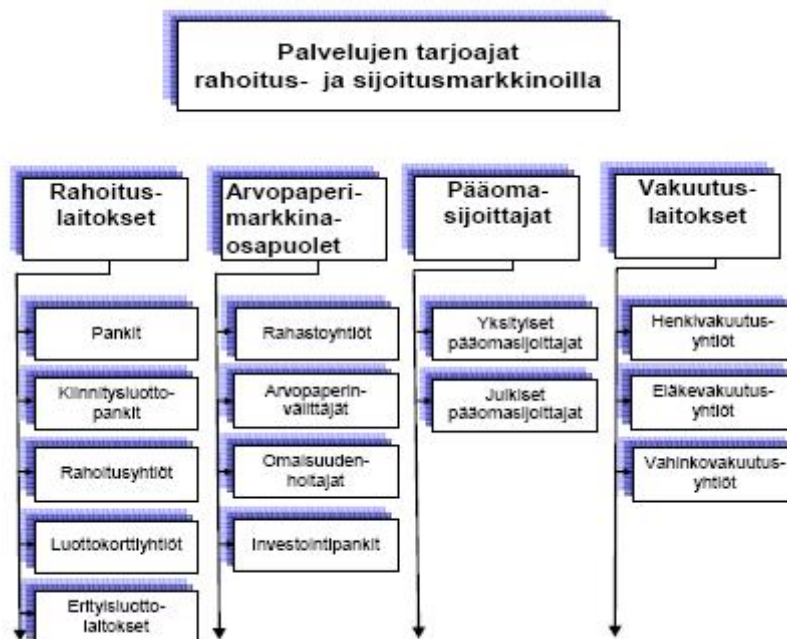 Palvelujen tarjoajat
rahoitus- ja sijoitusmarkkinoilla
Rahoitus-
laitokset
Pankit
Kiinnitysluotto-
pankit
Rahoitusyhtiöt
Luottokorttiyhtiöt
Erityisluotto-
laitokset
Arvopaperi-
markkina-
osapuolet
Rahastoyhtiöt
Arvopaperin-
välittäjät
Omaisuuden-
hoitajat
Investointipankit
Pääoma-
sijoittajat
Yksityiset
pääomasijoittajat
Julkiset
pääomasijoittajat
Vakuutus-
laitokset
Henkivakuutus-
yhtiöt
Eläkevakuutus-
yhtiöt
Vahinkovakuutus-
yhtiöt